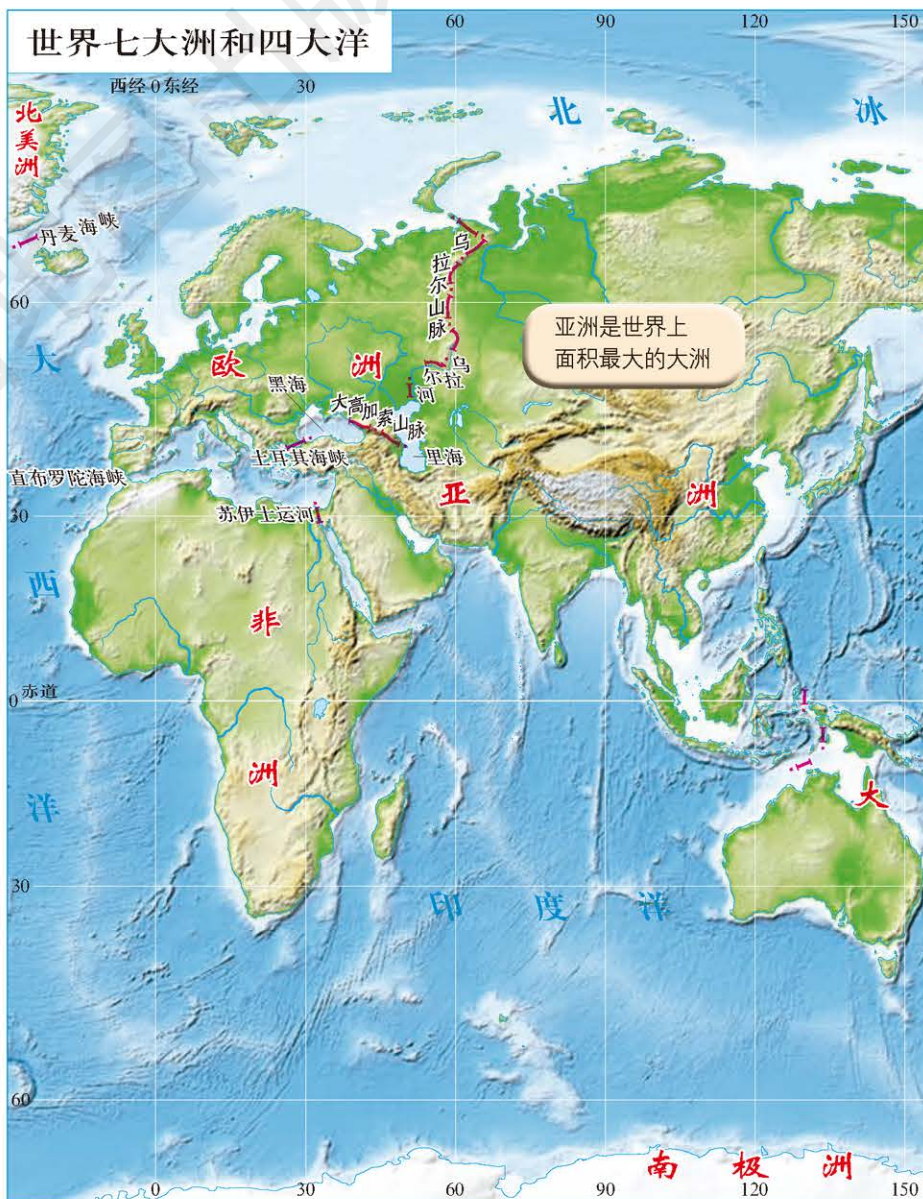 世界七大洲和四大洋
60 90 120 150
西经 0 东经 30
北美洲
北 冰
丹麦海峡
乌拉尔山脉
60
亚洲是世界上
面积最大的大洲
大
欧 洲
乌拉尔河
黑海
大高加索山脉
土耳其海峡
里海
直布罗陀海峡
亚 洲
30
苏伊士运河
西
非
赤道
0
洲
大
洋
30
印 度 洋
60
南 极 洲
0 30 60 90 120 150